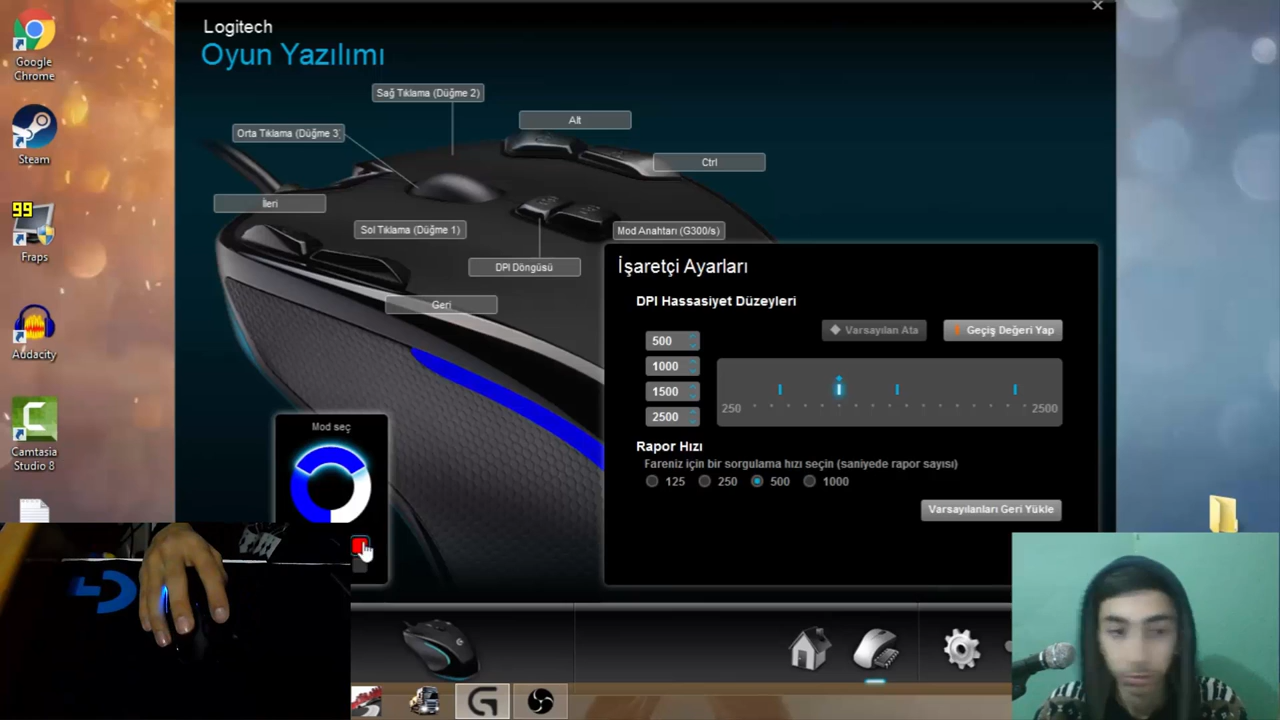 Google
Chrome
Steam
99
Fraps
Audacity
Camtasia
Studio 8
Logitech
Oyun Yazılımı
Sağ Tıklama (Düğme 2)
Orta Tıklama (Düğme 3)
Alt
Ctrl
İleri
Sol Tıklama (Düğme 1)
Mod Anahtarı (G300/s)
DPI Döngüsü
Geri
Mod seç
İşaretçi Ayarları
DPI Hassasiyet Düzeyleri
Varsayılan Ata
Geçiş Değeri Yap
500
1000
1500
2500
250
2500
Rapor Hızı
Fareniz için bir sorgulama hızı seçin (saniyede rapor sayısı)
125 250 500 1000
Varsayılanları Geri Yükle